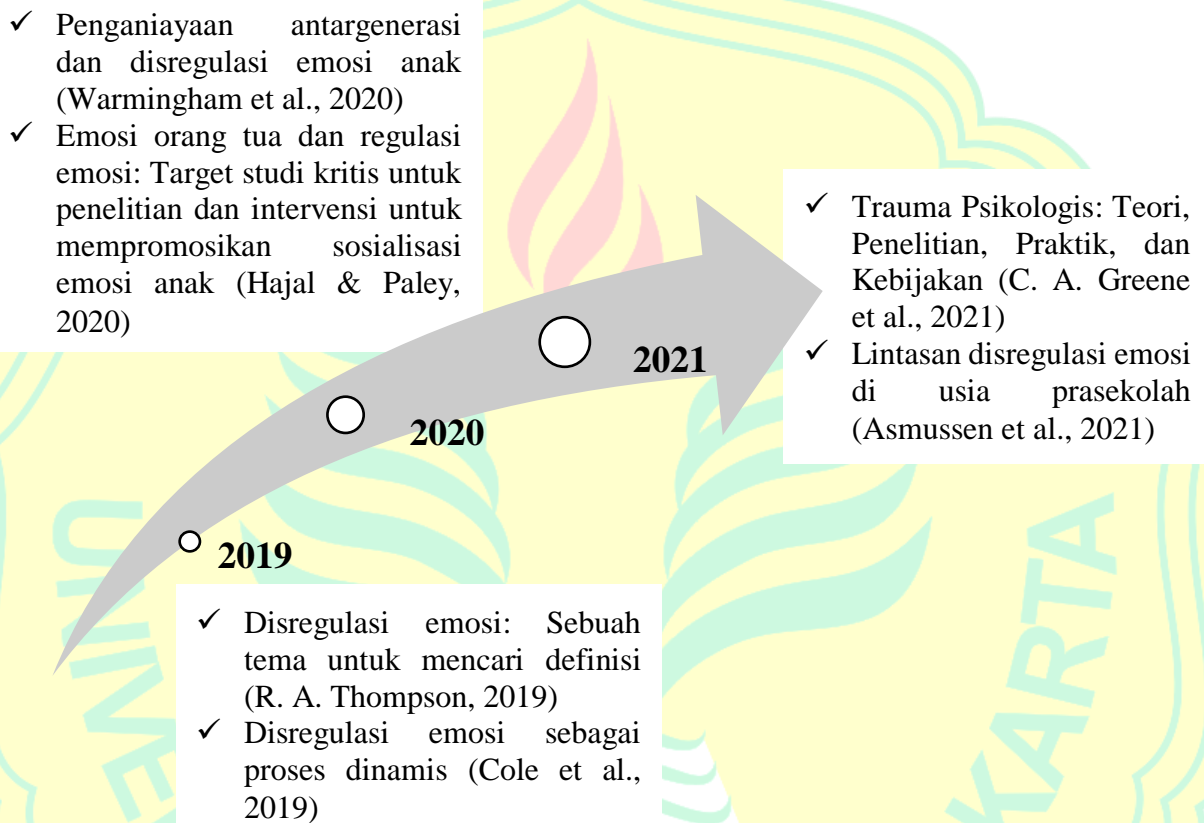 ✓ Penganiayaan antargenerasi
dan disregulasi emosi anak
(Warmingham et al., 2020)
✓ Emosi orang tua dan regulasi
emosi: Target studi kritis untuk
penelitian dan intervensi untuk
mempromosikan sosialisasi
emosi anak (Hajal & Paley,
2020)
✓ Trauma Psikologis: Teori,
Penelitian, Praktik, dan
Kebijakan (C. A. Greene
et al., 2021)
✓ Lintasan disregulasi emosi
di usia prasekolah
(Asmussen et al., 2021)
2021
2020
2019
✓ Disregulasi emosi: Sebuah
tema untuk mencari definisi
(R. A. Thompson, 2019)
✓ Disregulasi emosi sebagai
proses dinamis (Cole et al.,
2019)